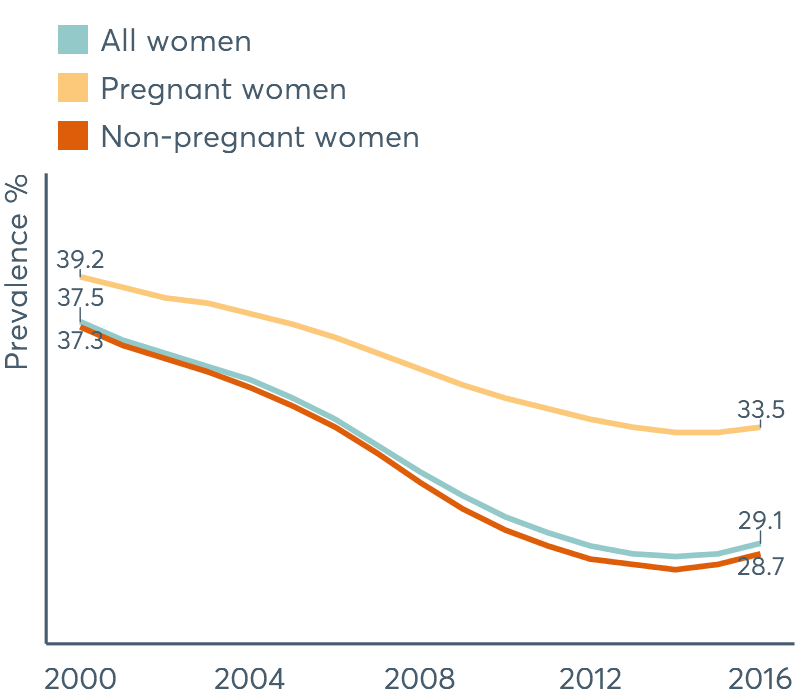 All women
Pregnant women
Non-pregnant women
Prevalence %
39.2
37.5
37.3
33.5
29.1
28.7
2000 2004 2008 2012 2016